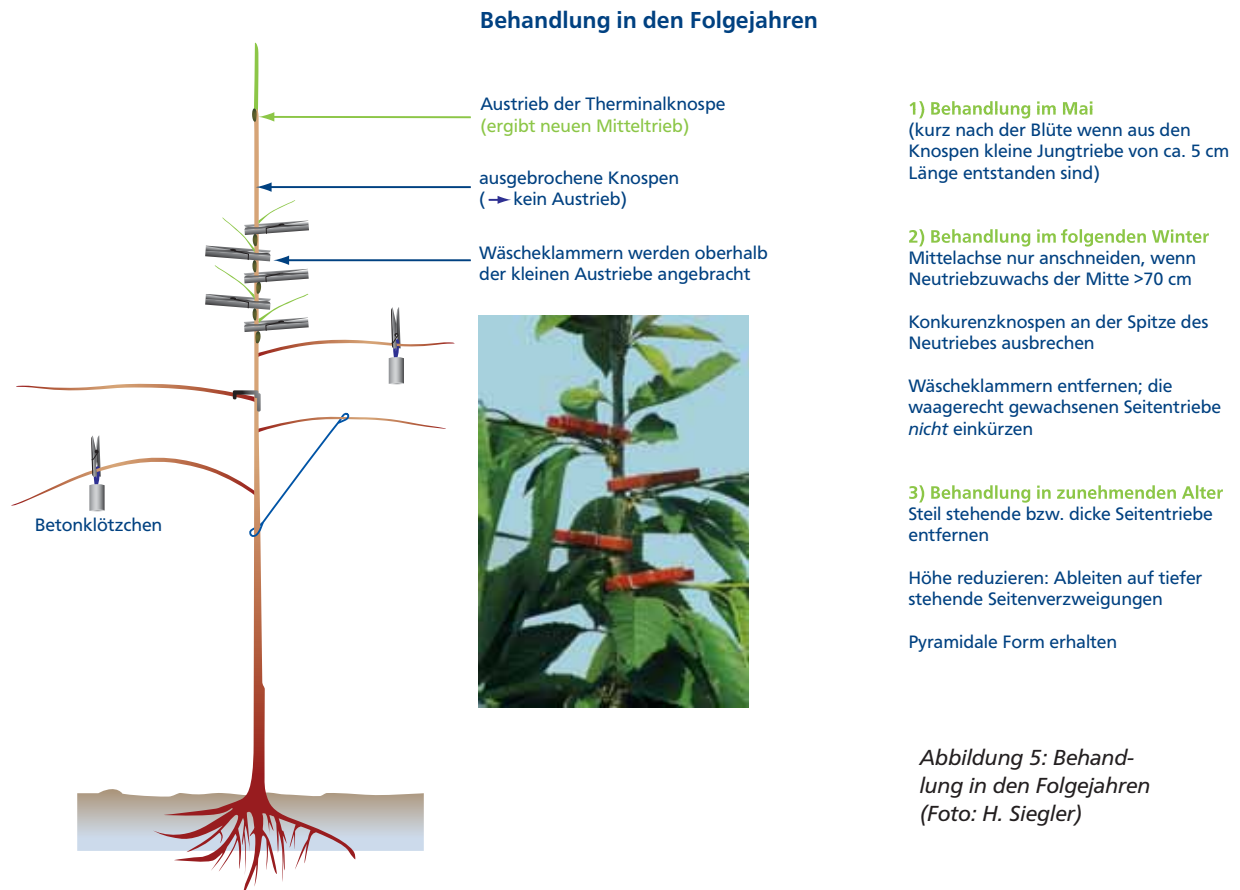 Behandlung in den Folgejahren
Austrieb der Therminalknospe
(ergibt neuen Mitteltrieb)
ausgebrochene Knospen
(→ kein Austrieb)
Wäscheklammern werden oberhalb
der kleinen Austriebe angebracht
Betonklötzchen
1) Behandlung im Mai
(kurz nach der Blüte wenn aus den
Knospen kleine Jungtriebe von ca. 5 cm
Länge entstanden sind)
2) Behandlung im folgenden Winter
Mittelachse nur anschneiden, wenn
Neutriebzuwachs der Mitte >70 cm
Konkurenzknospen an der Spitze des
Neutriebes ausbrechen
Wäscheklammern entfernen; die
waagerecht gewachsenen Seitentriebe
nicht einkürzen
3) Behandlung in zunehmenden Alter
Steil stehende bzw. dicke Seitentriebe
entfernen
Höhe reduzieren: Ableiten auf tiefer
stehende Seitenverzweigungen
Pyramidale Form erhalten
Abbildung 5: Behand-
lung in den Folgejahren
(Foto: H. Siegler)